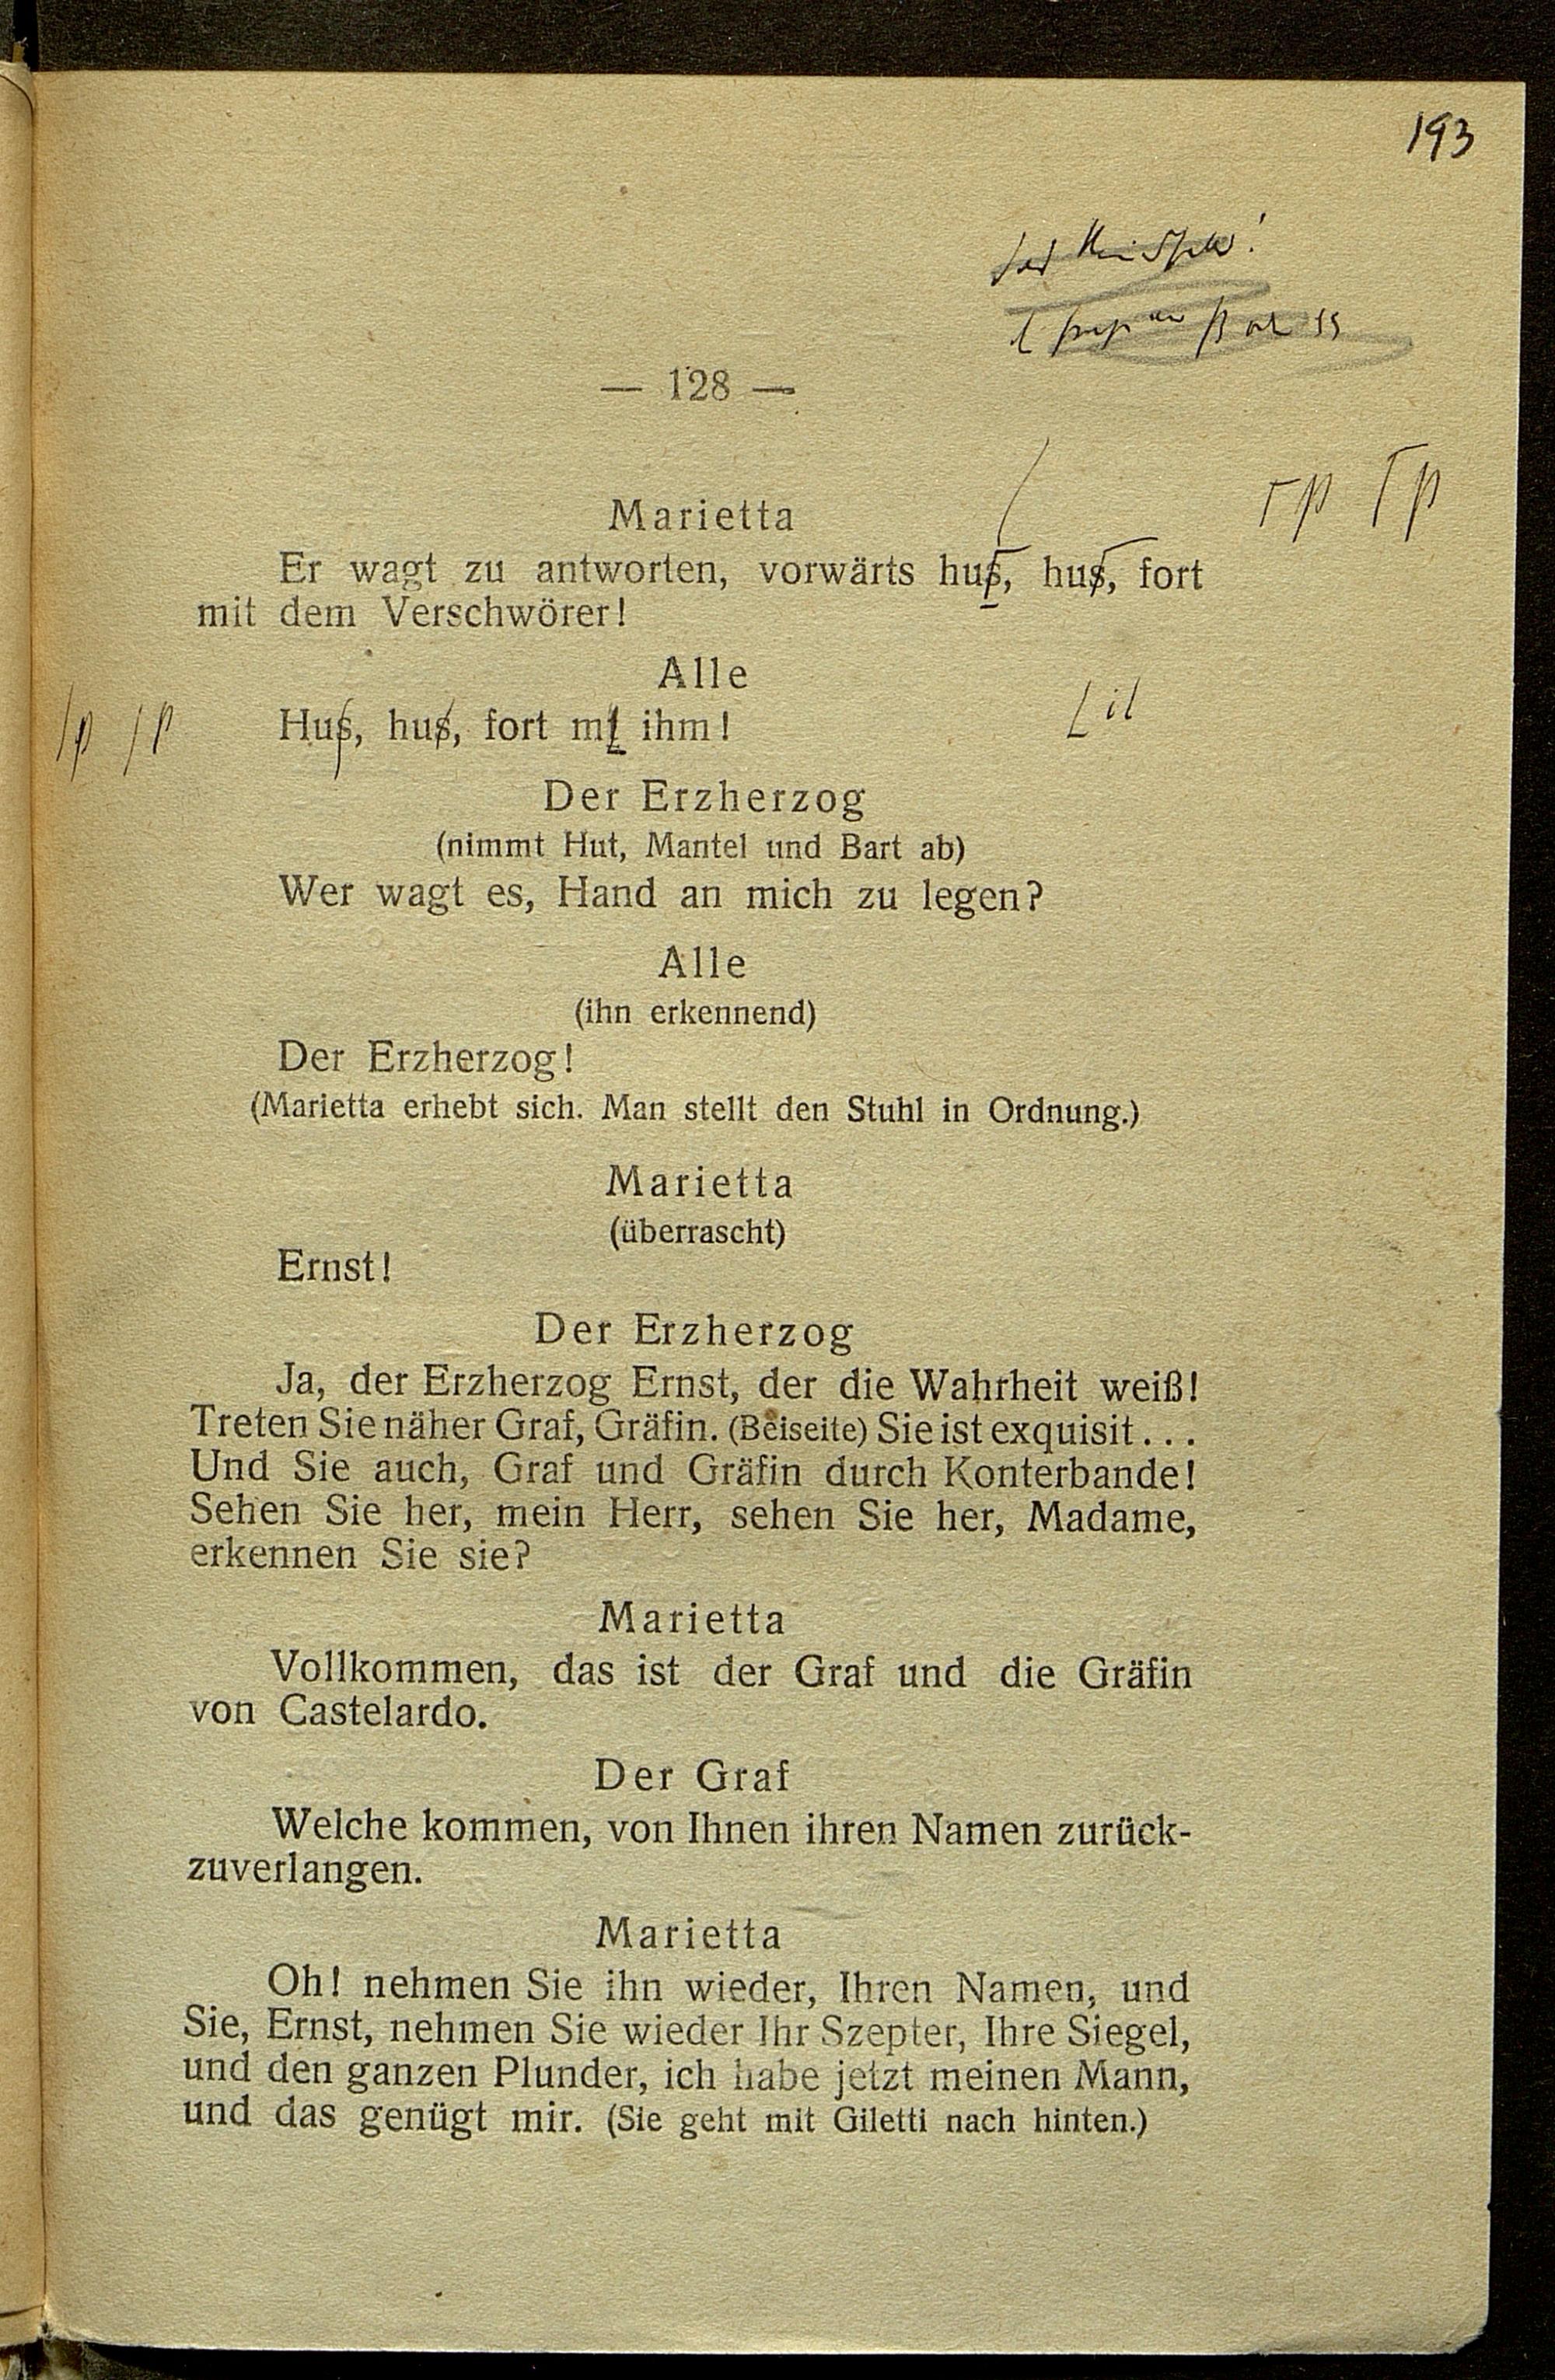 193
— 128 —
Marietta
Er wagt zu antworten, vorwärts hus, hus, fort
mit dem Verschwörer!
Alle
Hus, hus, fort mt ihm!
Der Erzherzog
(nimmt Hut, Mantel und Bart ab)
Wer wagt es, Hand an mich zu legen?
Alle
(ihn erkennend)
Der Erzherzog!
(Marietta erhebt sich. Man stellt den Stuhl in Ordnung.)
Marietta
(überrascht)
Ernst!
Der Erzherzog
Ja, der Erzherzog Ernst, der die Wahrheit weiß!
Treten Sie näher Graf, Gräfin. (Beiseite) Sie ist exquisit...
Und Sie auch, Graf und Gräfin durch Konterbande!
Sehen Sie her, mein Herr, sehen Sie her, Madame,
erkennen Sie sie?
Marietta
Vollkommen, das ist der Graf und die Gräfin
von Castelardo.
Der Graf
Welche kommen, von Ihnen ihren Namen zurück-
zuverlangen.
Marietta
Oh! nehmen Sie ihn wieder, Ihren Namen, und
Sie, Ernst, nehmen Sie wieder Ihr Szepter, Ihre Siegel,
und den ganzen Plunder, ich habe jetzt meinen Mann,
und das genügt mir. (Sie geht mit Giletti nach hinten.)